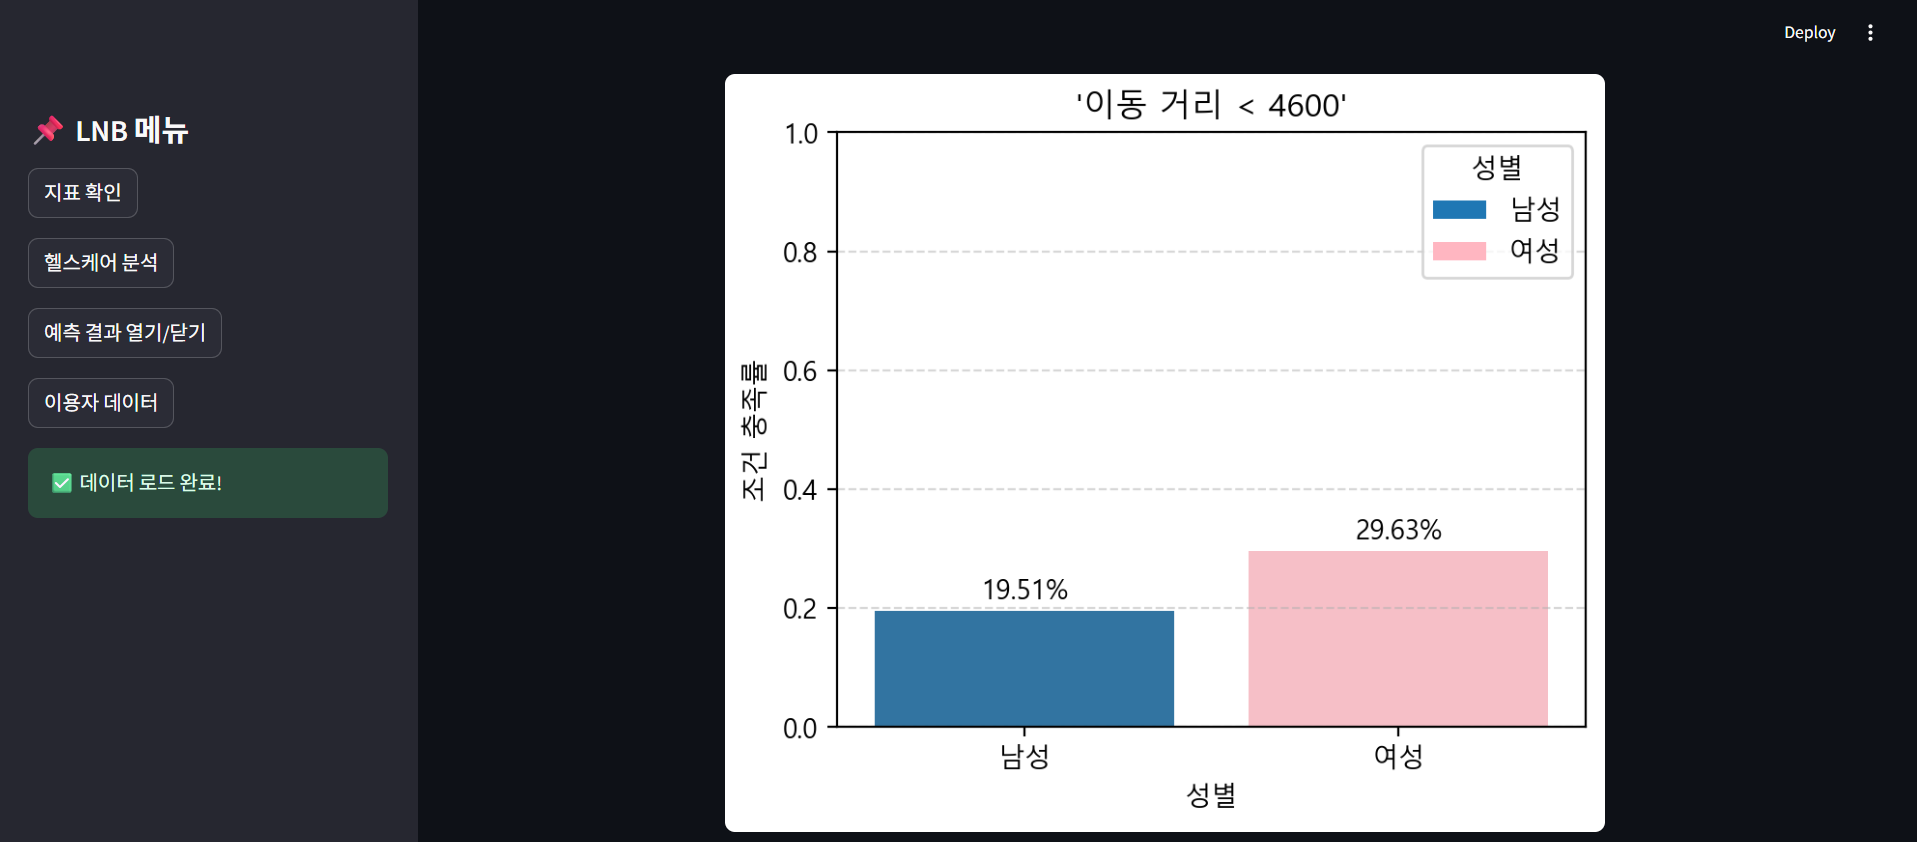 Deploy
📌 LNB 메뉴
지표 확인
헬스케어 분석
예측 결과 열기/닫기
이용자 데이터
✅ 데이터 로드 완료!
'이동 거리 < 4600'
성별
남성
여성
조건 충족률
1.0
0.8
0.6
0.4
0.2
0.0
19.51%
29.63%
남성
여성
성별